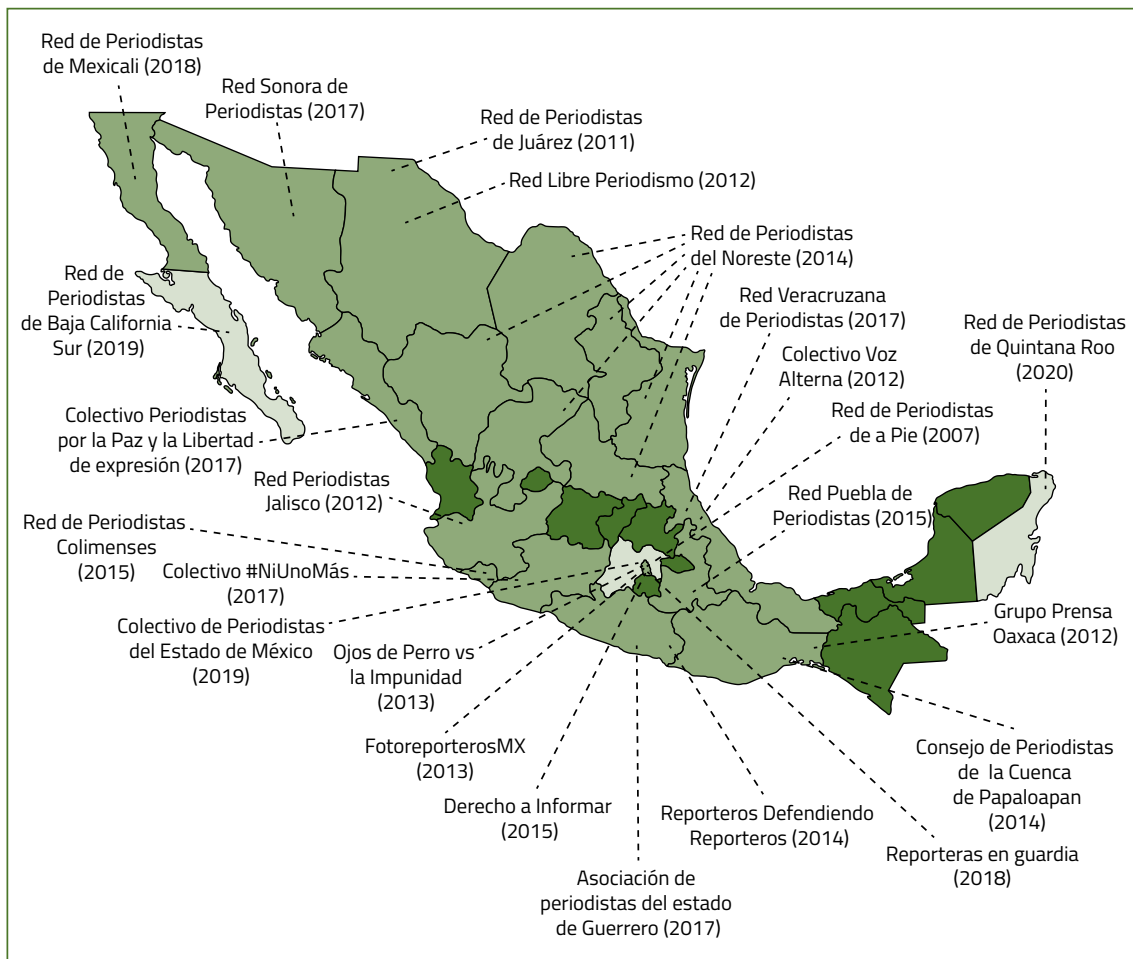 Red de Periodistas
de Mexicali (2018)
Red Sonora de
Periodistas (2017)
Red de Periodistas
de Juárez (2011)
Red Libre Periodismo (2012)
Red de Periodistas
del Noreste (2014)
Red de
Periodistas
de Baja California
Sur (2019)
Red Veracruzana
de Periodistas (2017)
Colectivo Voz
Alterna (2012)
Red de Periodistas
de Quintana Roo
(2020)
Red de Periodistas
de a Pie (2007)
Colectivo Periodistas
por la Paz y la Libertad
de expresión (2017)
Red Periodistas
Jalisco (2012)
Red Puebla de
Periodistas (2015)
Red de Periodistas
Colimenses
(2015)
Colectivo #NiUnoMás
(2017)
Colectivo de Periodistas
del Estado de México
(2019)
Grupo Prensa
Oaxaca (2012)
Ojos de Perro vs
la Impunidad
(2013)
FotoreporterosMX
(2013)
Derecho a Informar
(2015)
Reporteros Defendiendo
Reporteros (2014)
Consejo de Periodistas
de la Cuenca
de Papaloapan
(2014)
Reporteras en guardia
(2018)
Asociación de
periodistas del estado
de Guerrero (2017)